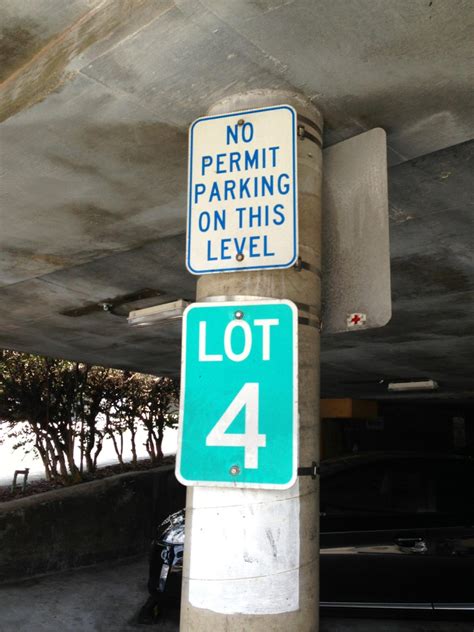 NO
PERMIT
PARKING
ON THIS
LEVEL
LOT
4